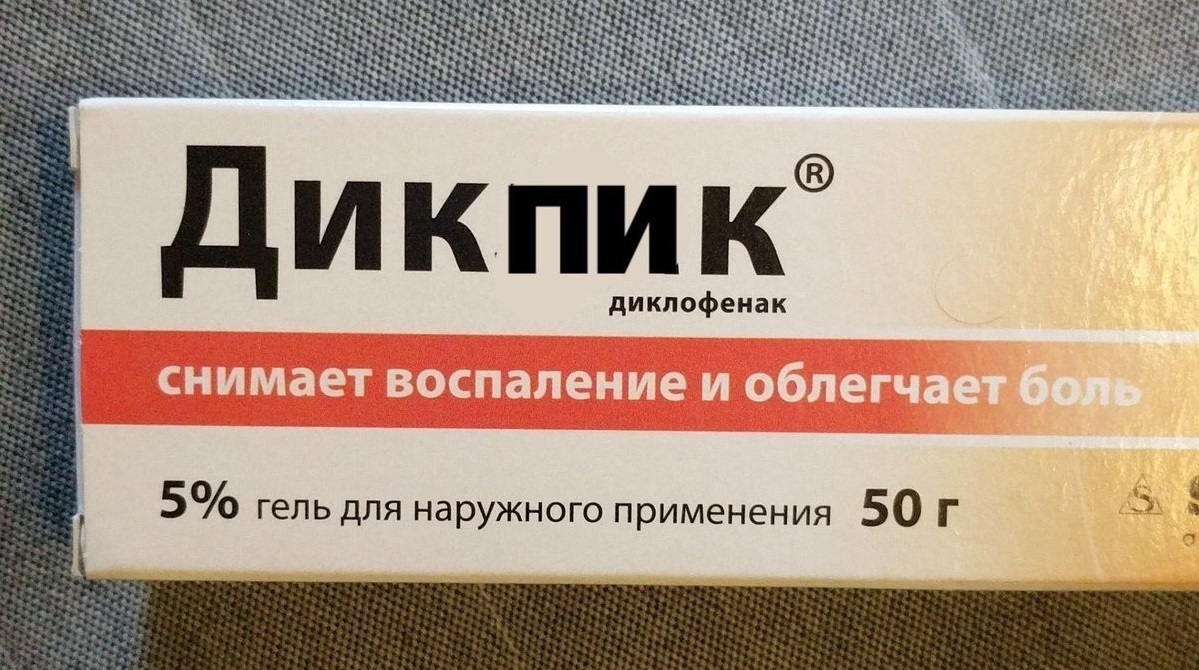 Дикпик®
диклофенак
снимает воспаление и облегчает боль
5% гель для наружного применения 50 г
S